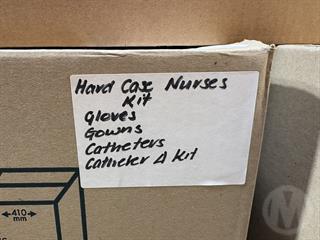 Hard Case Nurses
Kit
Gloves
Gowns
Catheters
Catheter A Kit
410
mm